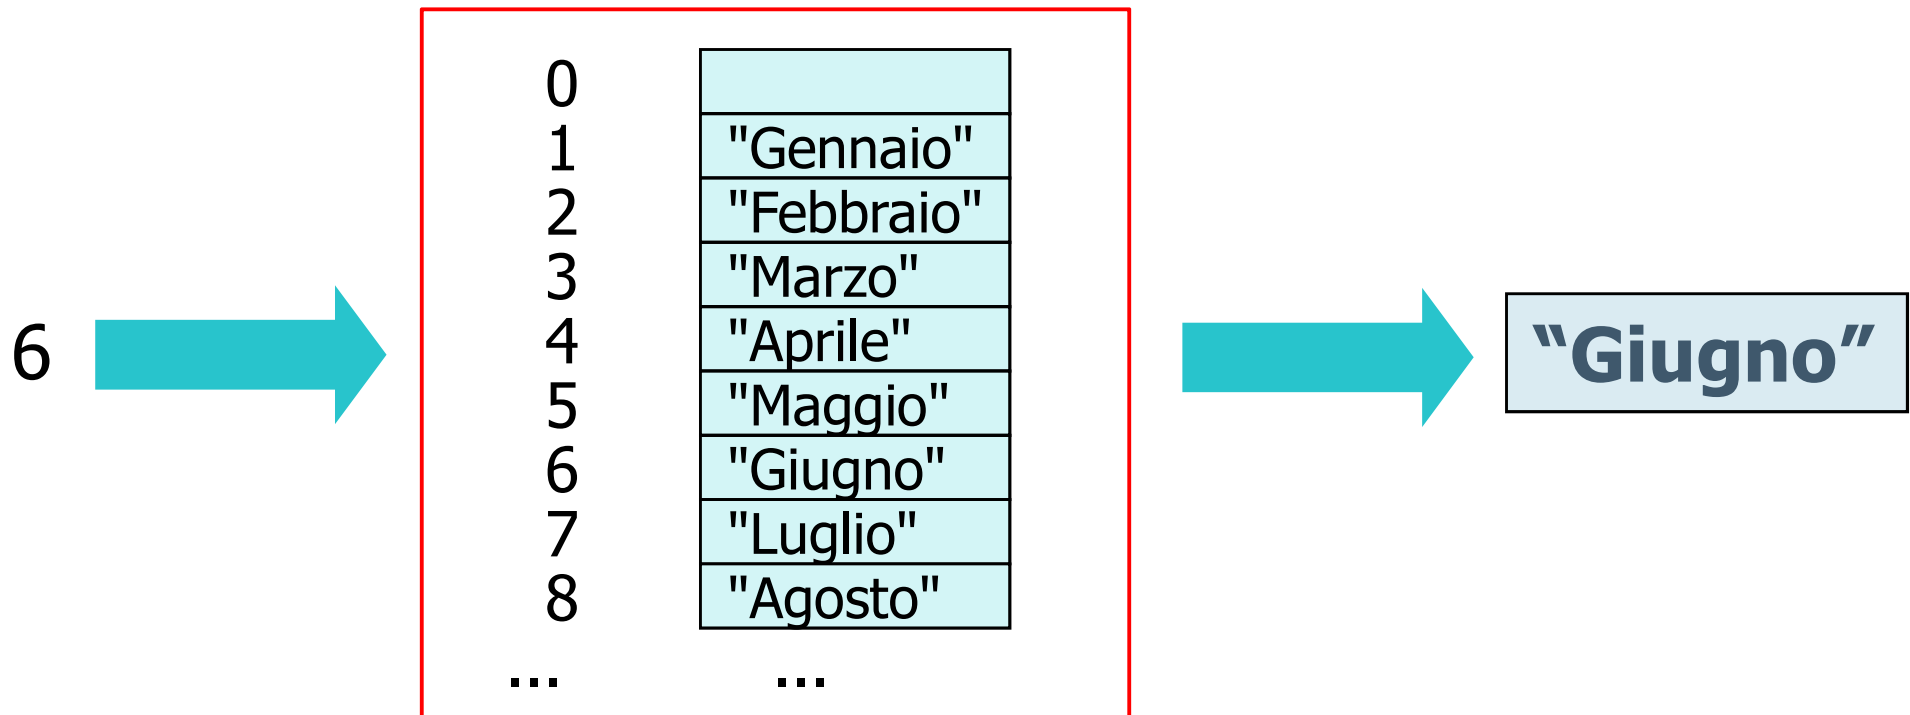 0
1 "Gennaio"
2 "Febbraio"
3 "Marzo"
4 "Aprile"
5 "Maggio"
6 "Giugno"
7 "Luglio"
8 "Agosto"
... ...
6
“Giugno”